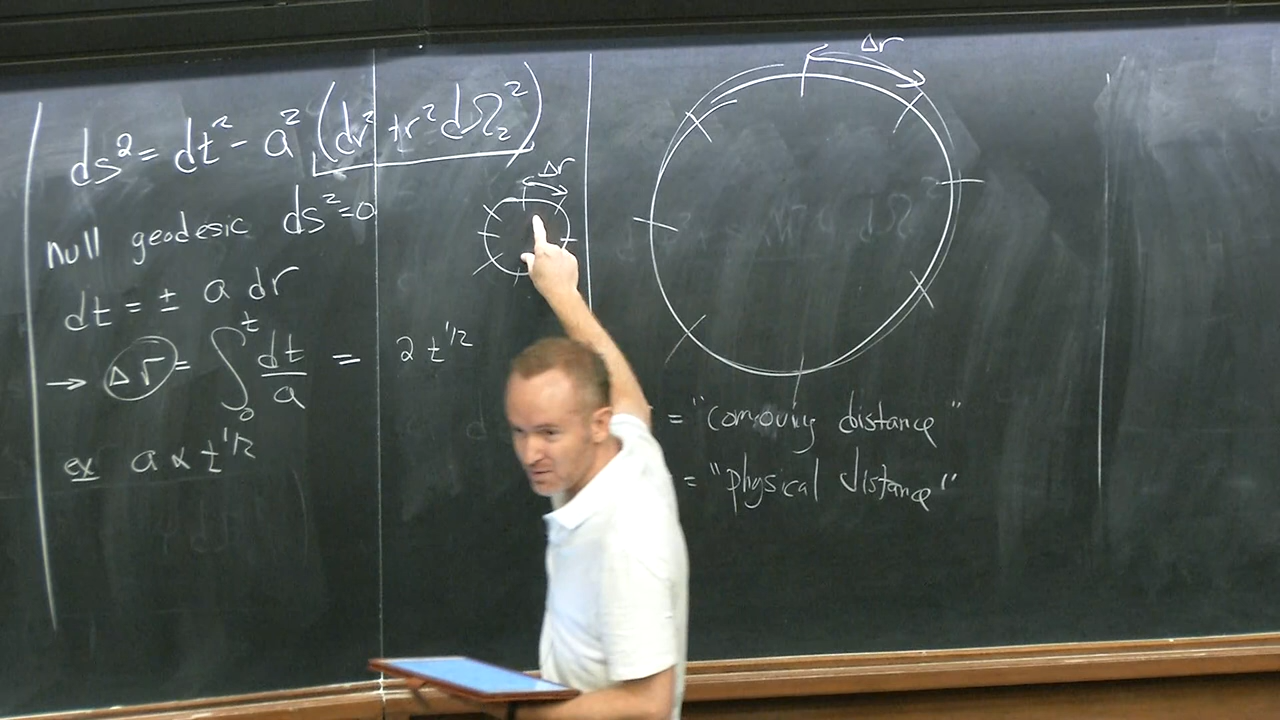 ds² = dt² - a² (dr² + r² dΩ₂²)
null geodesic ds² = 0
dt = ± a dr
→ Δr = ∫₀ᵗ dt/a = 2 t^1/2
ex a ∝ t^1/2
Δr
Δr
= "comoving distance"
= "physical distance"